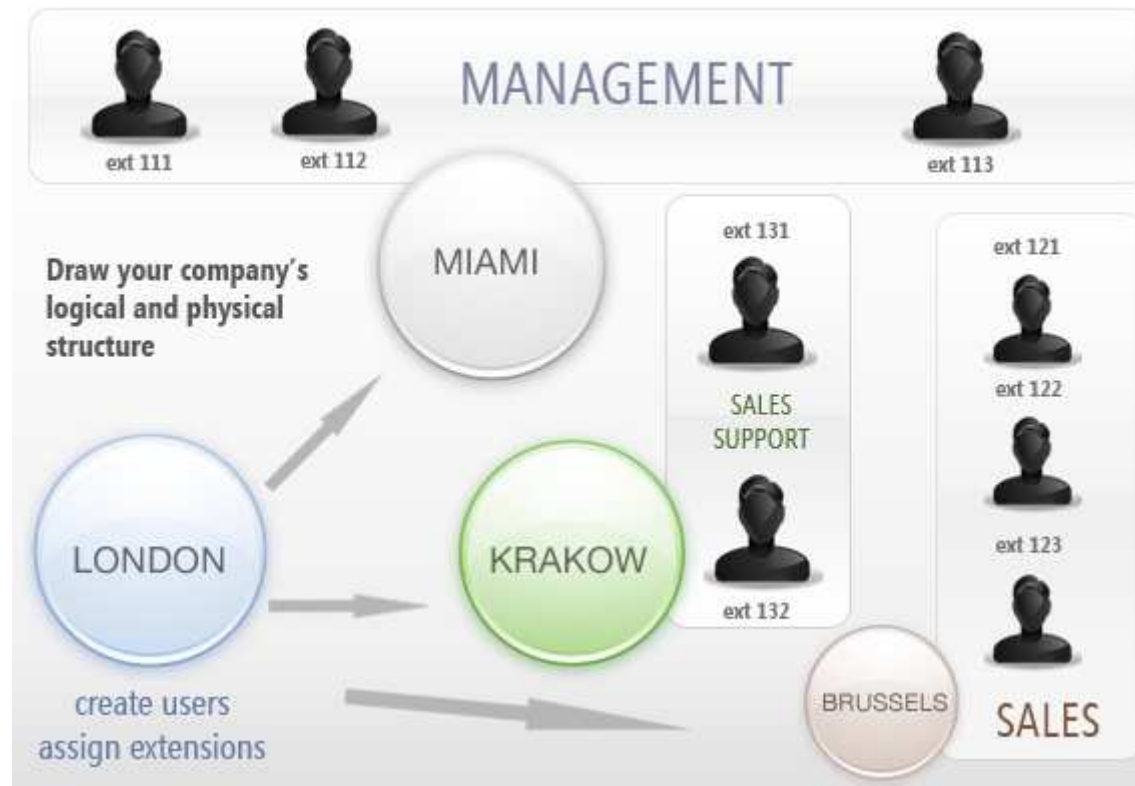 MANAGEMENT
ext 111
ext 112
ext 113
MIAMI
Draw your company's
logical and physical
structure
ext 131
SALES
SUPPORT
ext 132
ext 121
ext 122
ext 123
SALES
LONDON
KRAKOW
BRUSSELS
create users
assign extensions